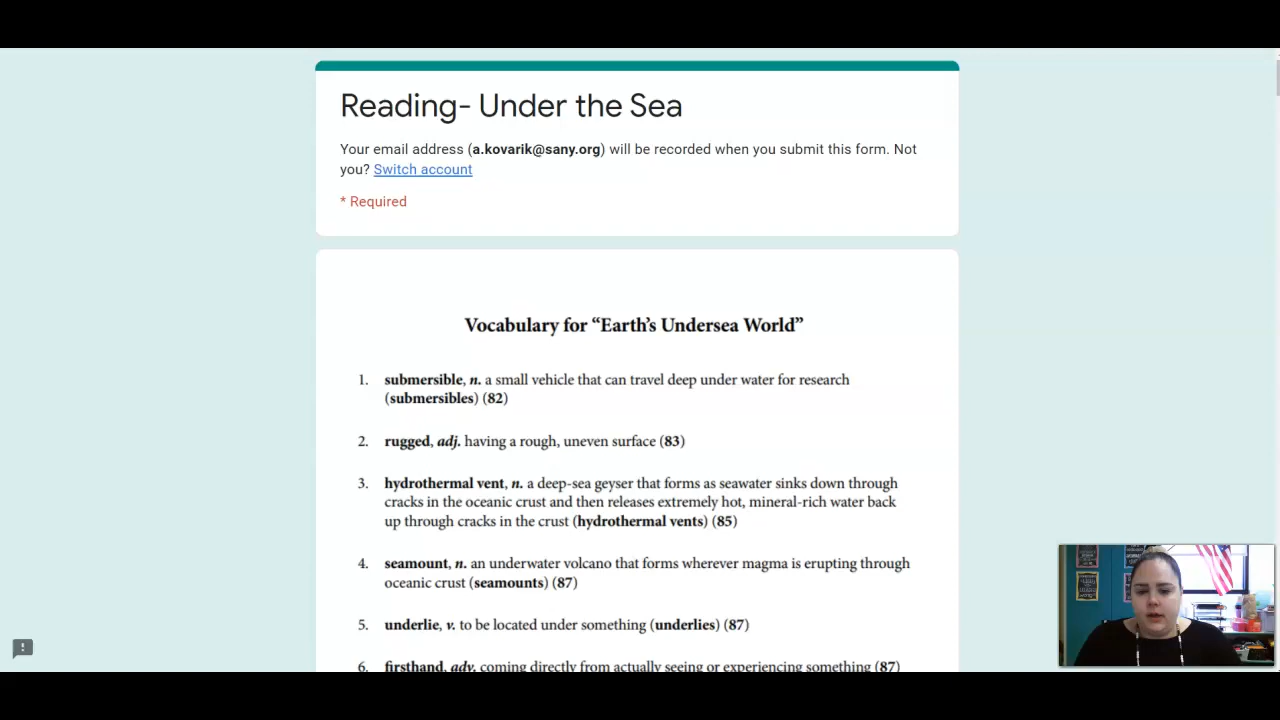 Reading- Under the Sea
Your email address (a.kovarik@sany.org) will be recorded when you submit this form. Not
you? Switch account
* Required
Vocabulary for “Earth’s Undersea World”
1. submersible, n. a small vehicle that can travel deep under water for research
(submersibles) (82)
2. rugged, adj. having a rough, uneven surface (83)
3. hydrothermal vent, n. a deep-sea geyser that forms as seawater sinks down through
cracks in the oceanic crust and then releases extremely hot, mineral-rich water back
up through cracks in the crust (hydrothermal vents) (85)
4. seamount, n. an underwater volcano that forms wherever magma is erupting through
oceanic crust (seamounts) (87)
5. underlie, v. to be located under something (underlies) (87)
6. firsthand, adv. coming directly from actually seeing or experiencing something (87)